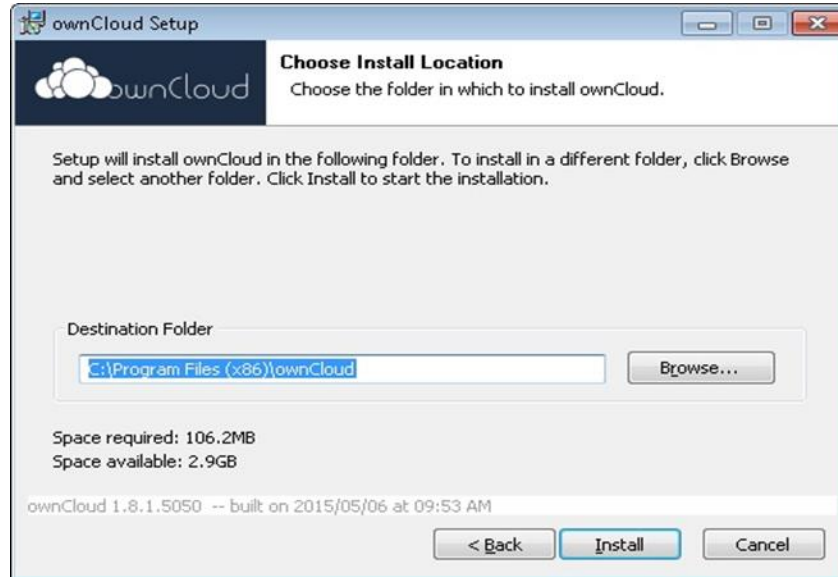 ownCloud Setup
ownCloud
Choose Install Location
Choose the folder in which to install ownCloud.
Setup will install ownCloud in the following folder. To install in a different folder, click Browse
and select another folder. Click Install to start the installation.
Destination Folder
C:\Program Files (x86)\ownCloud
Browse...
Space required: 106.2MB
Space available: 2.9GB
ownCloud 1.8.1.5050 -- built on 2015/05/06 at 09:53 AM
< Back
Install
Cancel